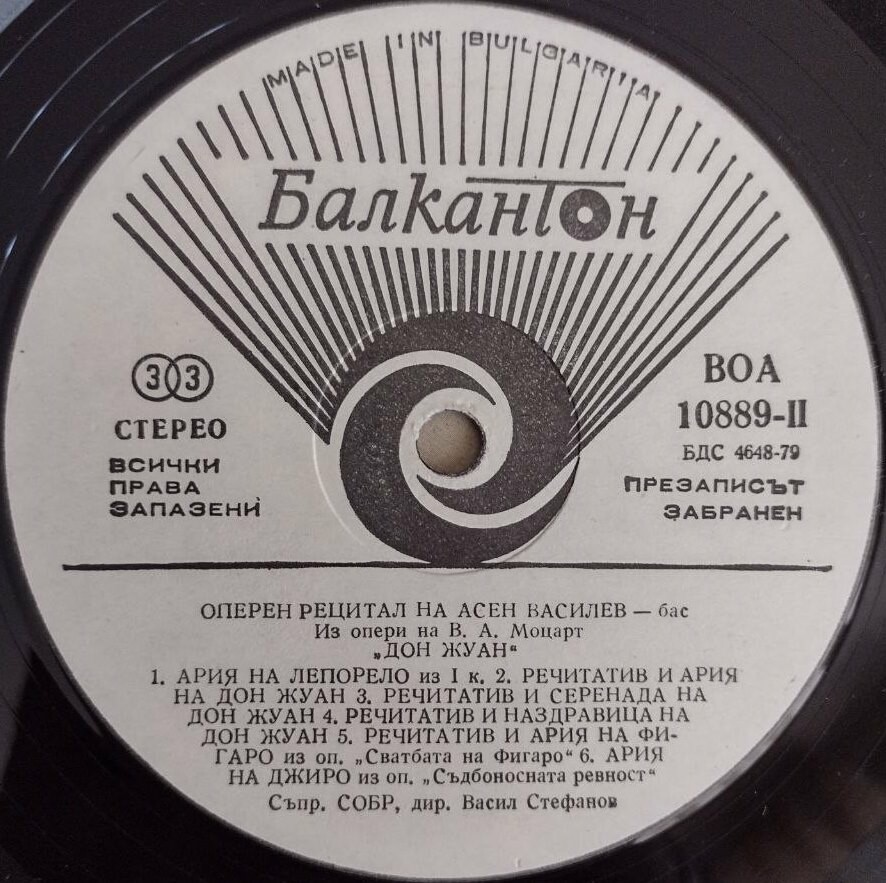 MADE IN BULGARIA
Балкантон
33
СТЕРЕО
ВСИЧКИ
ПРАВА
ЗАПАЗЕНИ
ВОА
10889-II
БДС 4648-79
ПРЕЗАПИСЪТ
ЗАБРАНЕН
ОПЕРЕН РЕЦИТАЛ НА АСЕН ВАСИЛЕВ — бас
Из опери на В. А. Моцарт
„ДОН ЖУАН“
1. АРИЯ НА ЛЕПОРЕЛО из I к. 2. РЕЧИТАТИВ И АРИЯ
НА ДОН ЖУАН 3. РЕЧИТАТИВ И СЕРЕНАДА НА
ДОН ЖУАН 4. РЕЧИТАТИВ И НАЗДРАВИЦА НА
ДОН ЖУАН 5. РЕЧИТАТИВ И АРИЯ НА ФИ-
ГАРО из оп. „Сватбата на Фигаро“ 6. АРИЯ
НА ДЖИРО из оп. „Съдбоносната ревност“
Съпр. СОБР, дир. Васил Стефанов